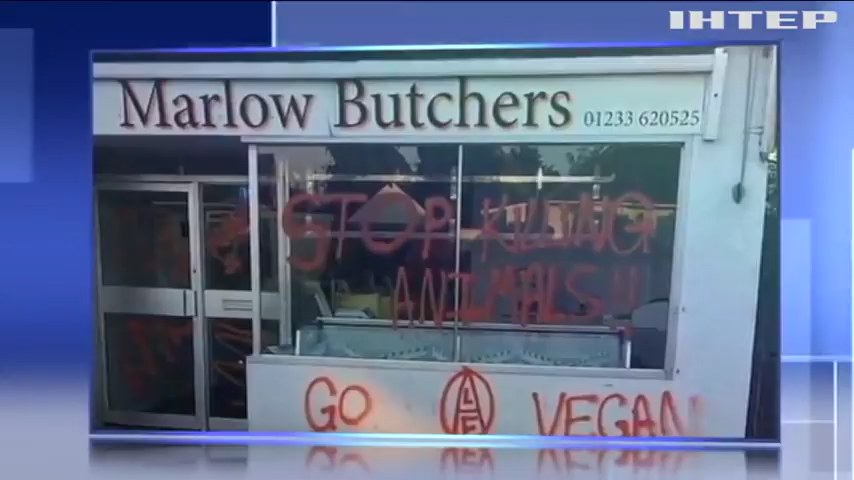 ІНТЕР
Marlow Butchers 01233 620525
STOP KILLING
ANIMALS!!
GO ALF VEGAN